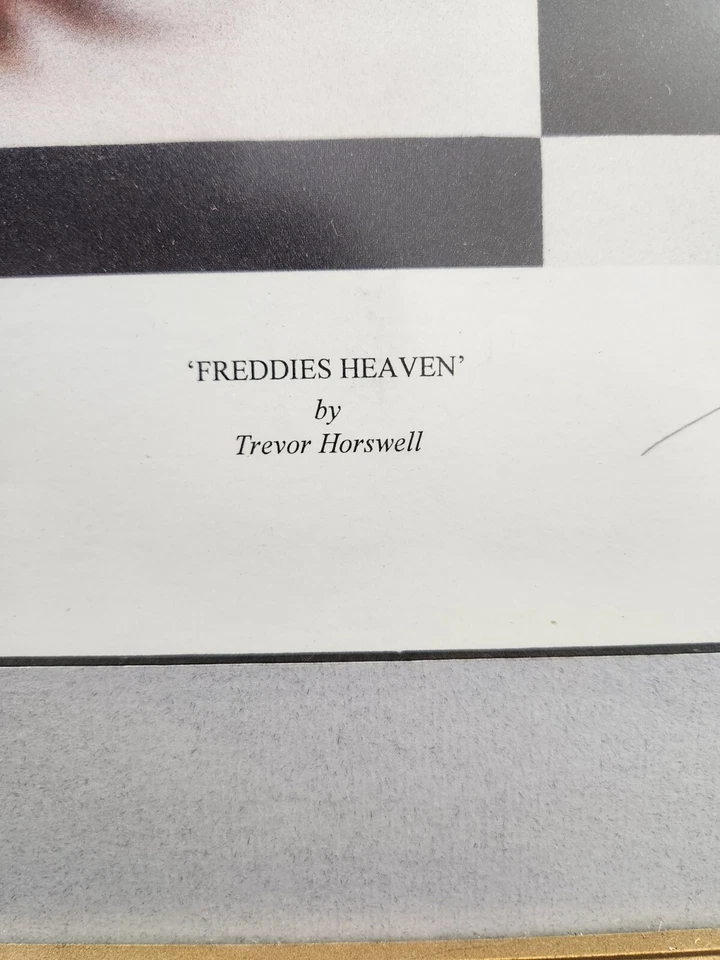 ‘FREDDIES HEAVEN’
by
Trevor Horswell